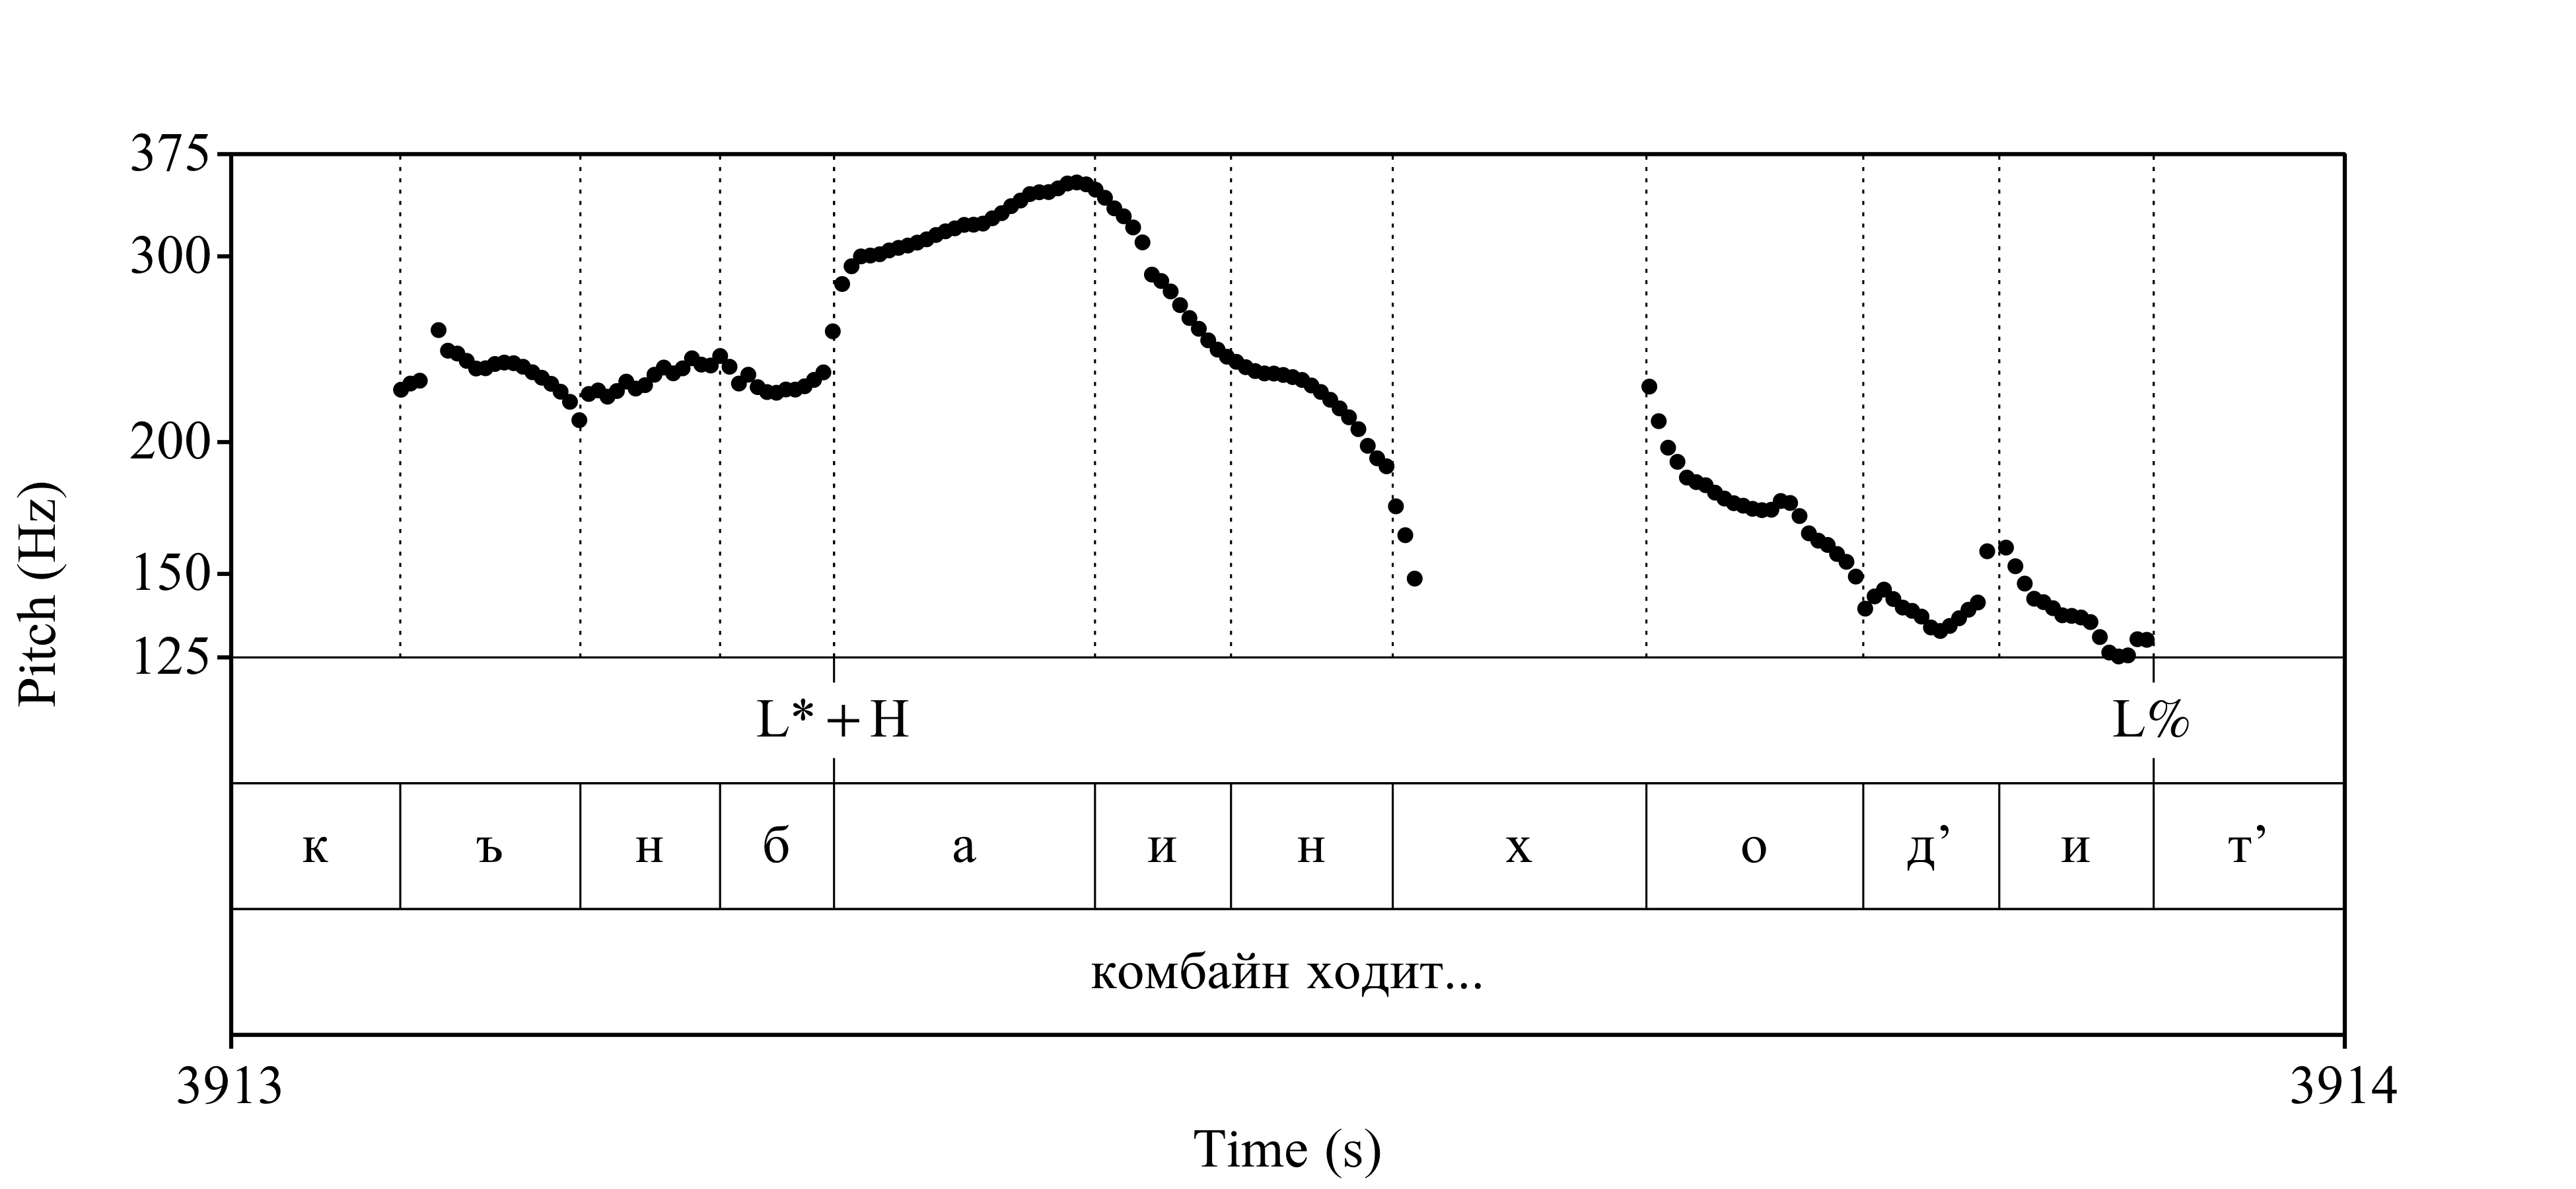 375
300
200
150
125
Pitch (Hz)
L*+H L%
к ъ н б а и н х о д’ и т’
комбайн ходит...
3913 3914
Time (s)